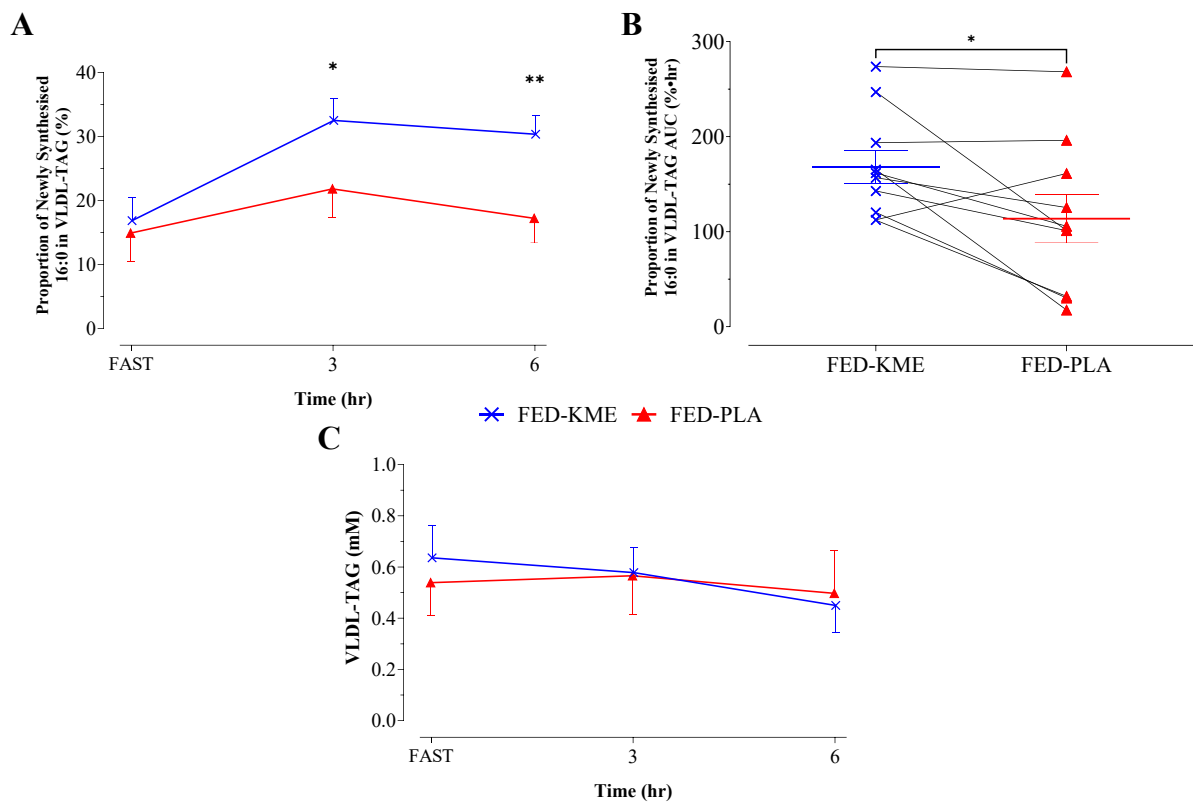 A
Proportion of Newly Synthesised
16:0 in VLDL-TAG (%)
40
30
20
10
0
*
**
FAST
3
6
Time (hr)
B
Proportion of Newly Synthesised
16:0 in VLDL-TAG AUC (%•hr)
300
200
100
0
*
FED-KME
FED-PLA
FED-KME
FED-PLA
C
VLDL-TAG (mM)
1.0
0.8
0.6
0.4
0.2
0.0
FAST
3
6
Time (hr)